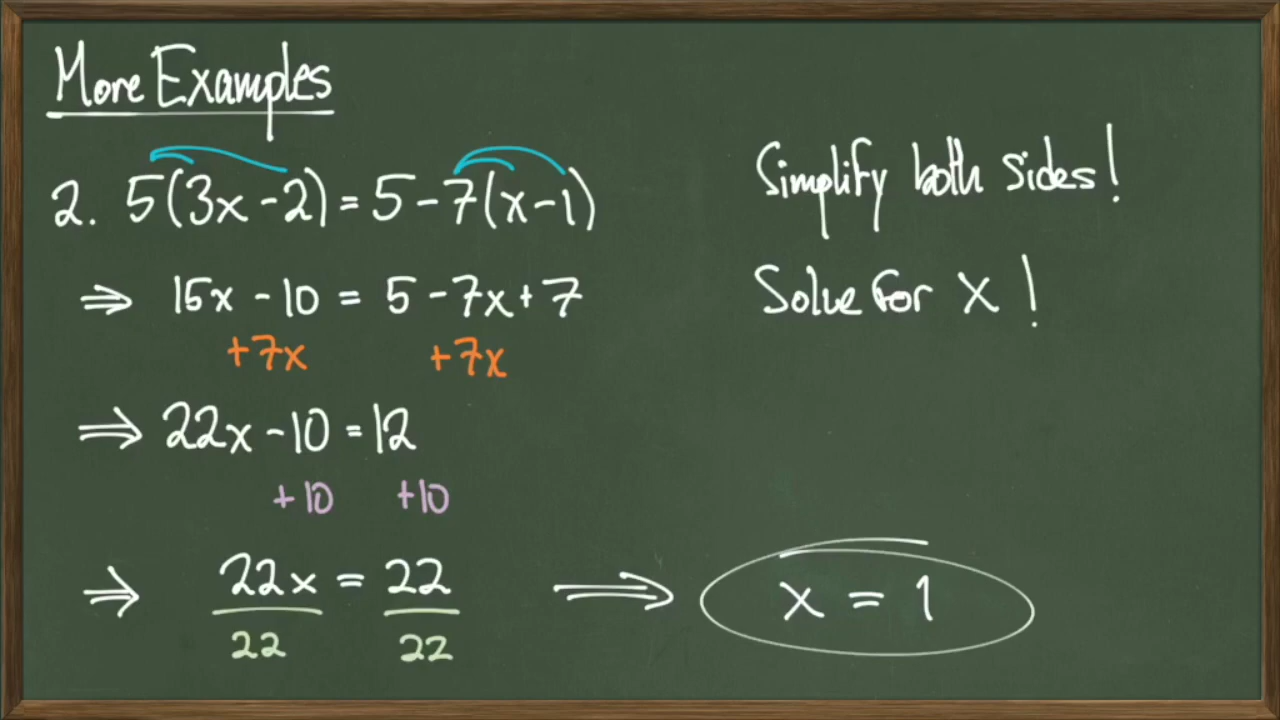 More Examples
2. 5(3x - 2) = 5 - 7(x - 1)
⇒ 15x - 10 = 5 - 7x + 7
+7x +7x
⇒ 22x - 10 = 12
+10 +10
⇒ 22x = 22 ⇒ x = 1
22 22
Simplify both sides!
Solve for x!